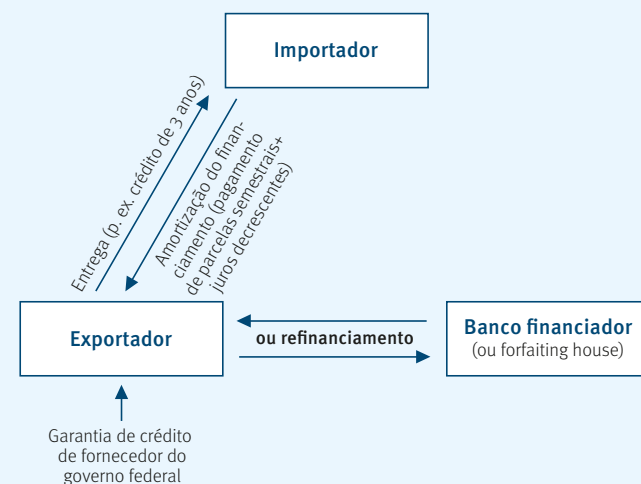 Importador
Entrega (p. ex. crédito de 3 anos)
Amortização do finan-
ciamento (pagamento
de parcelas semestrais+
juros decrescentes)
Exportador
ou refinanciamento
Banco financiador
(ou forfaiting house)
Garantia de crédito
de fornecedor do
governo federal